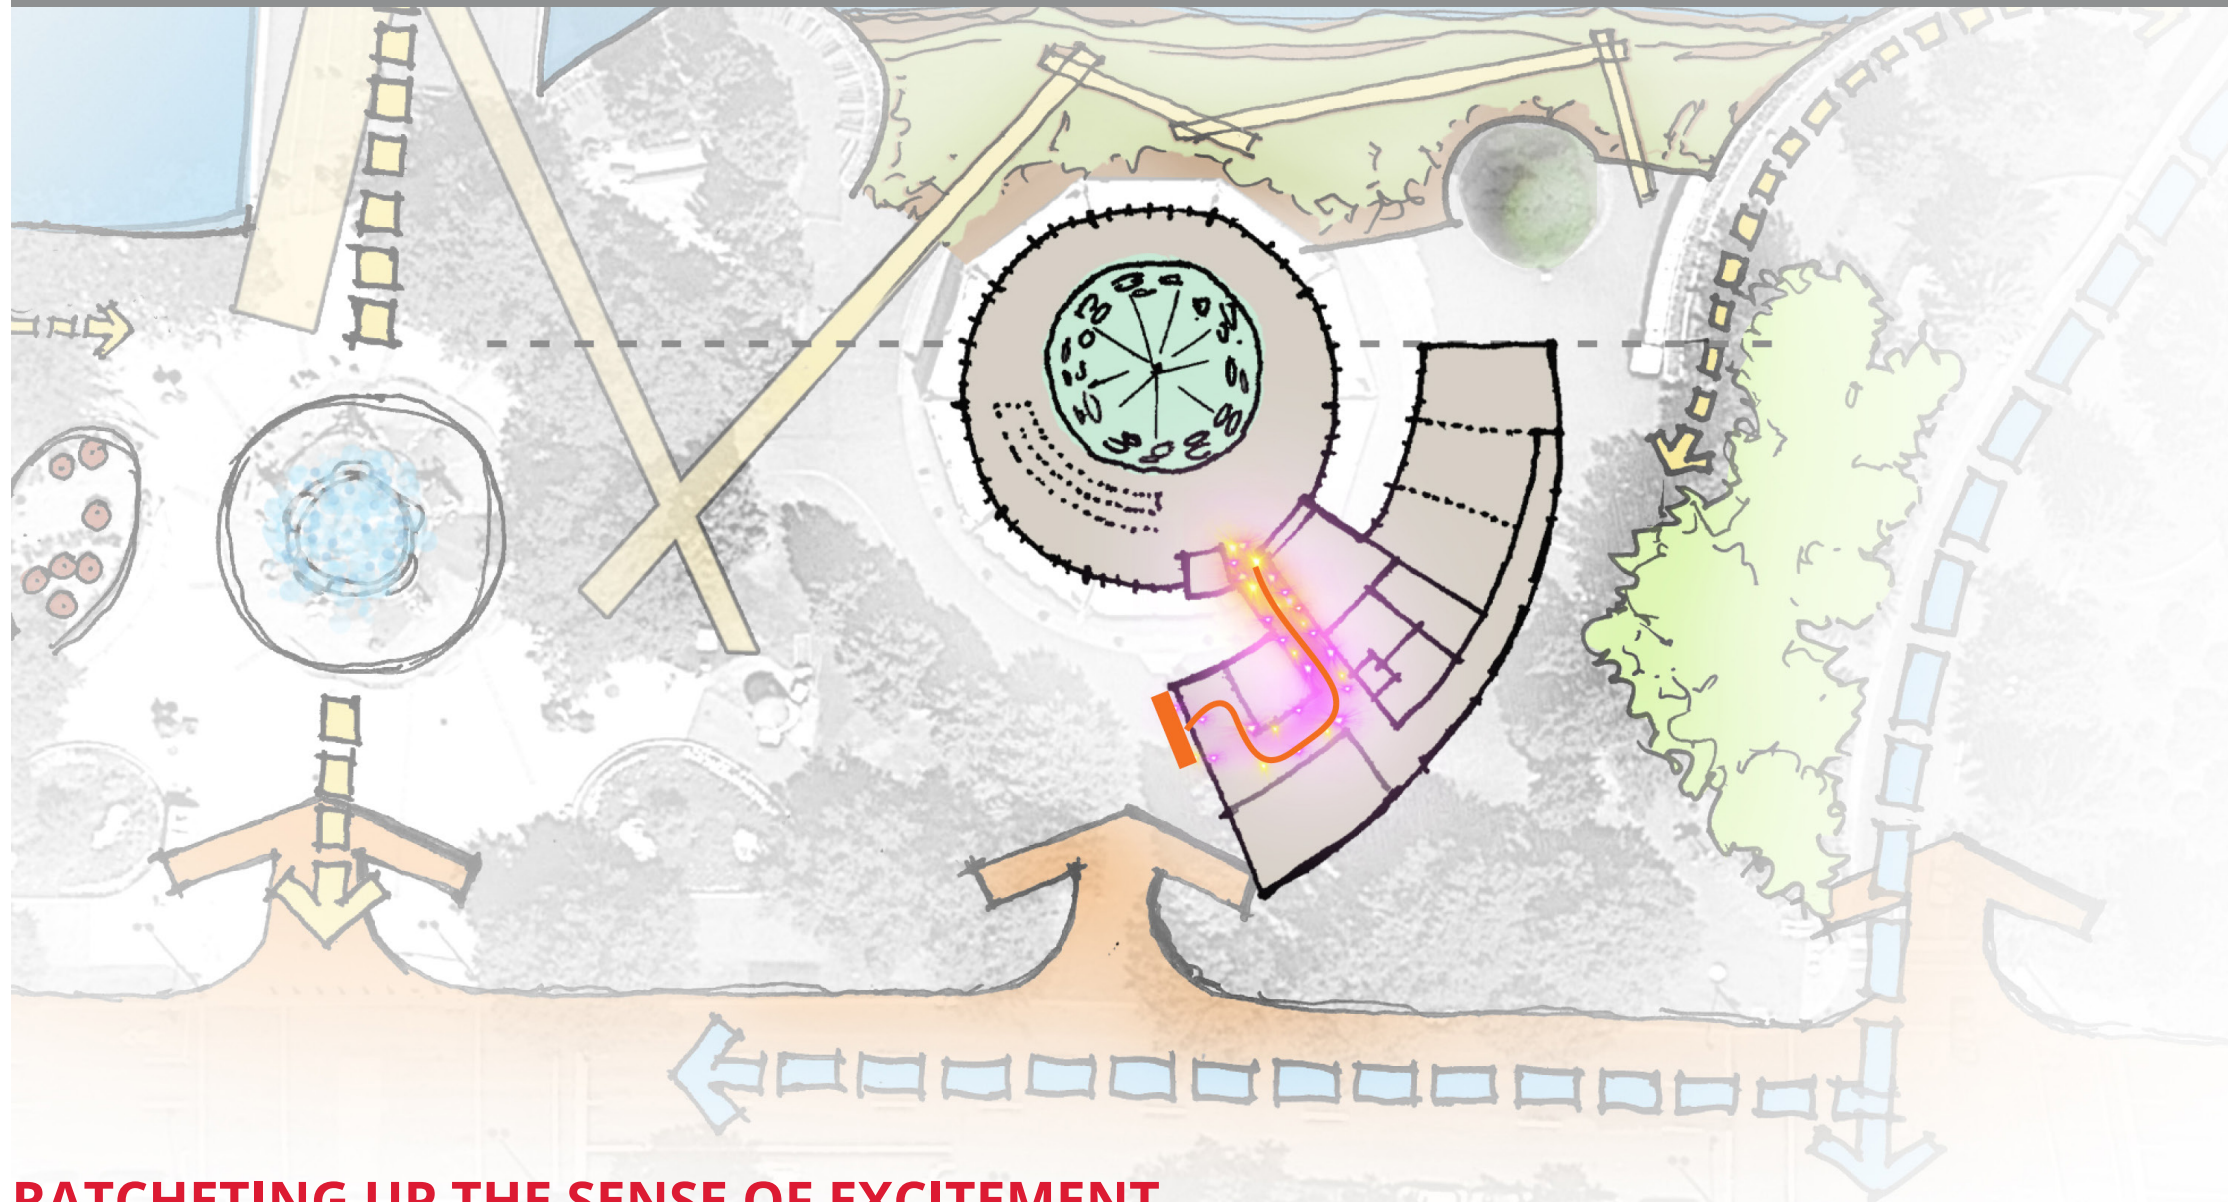 RATCHETING UP THE SENSE OF EXCITEMENT